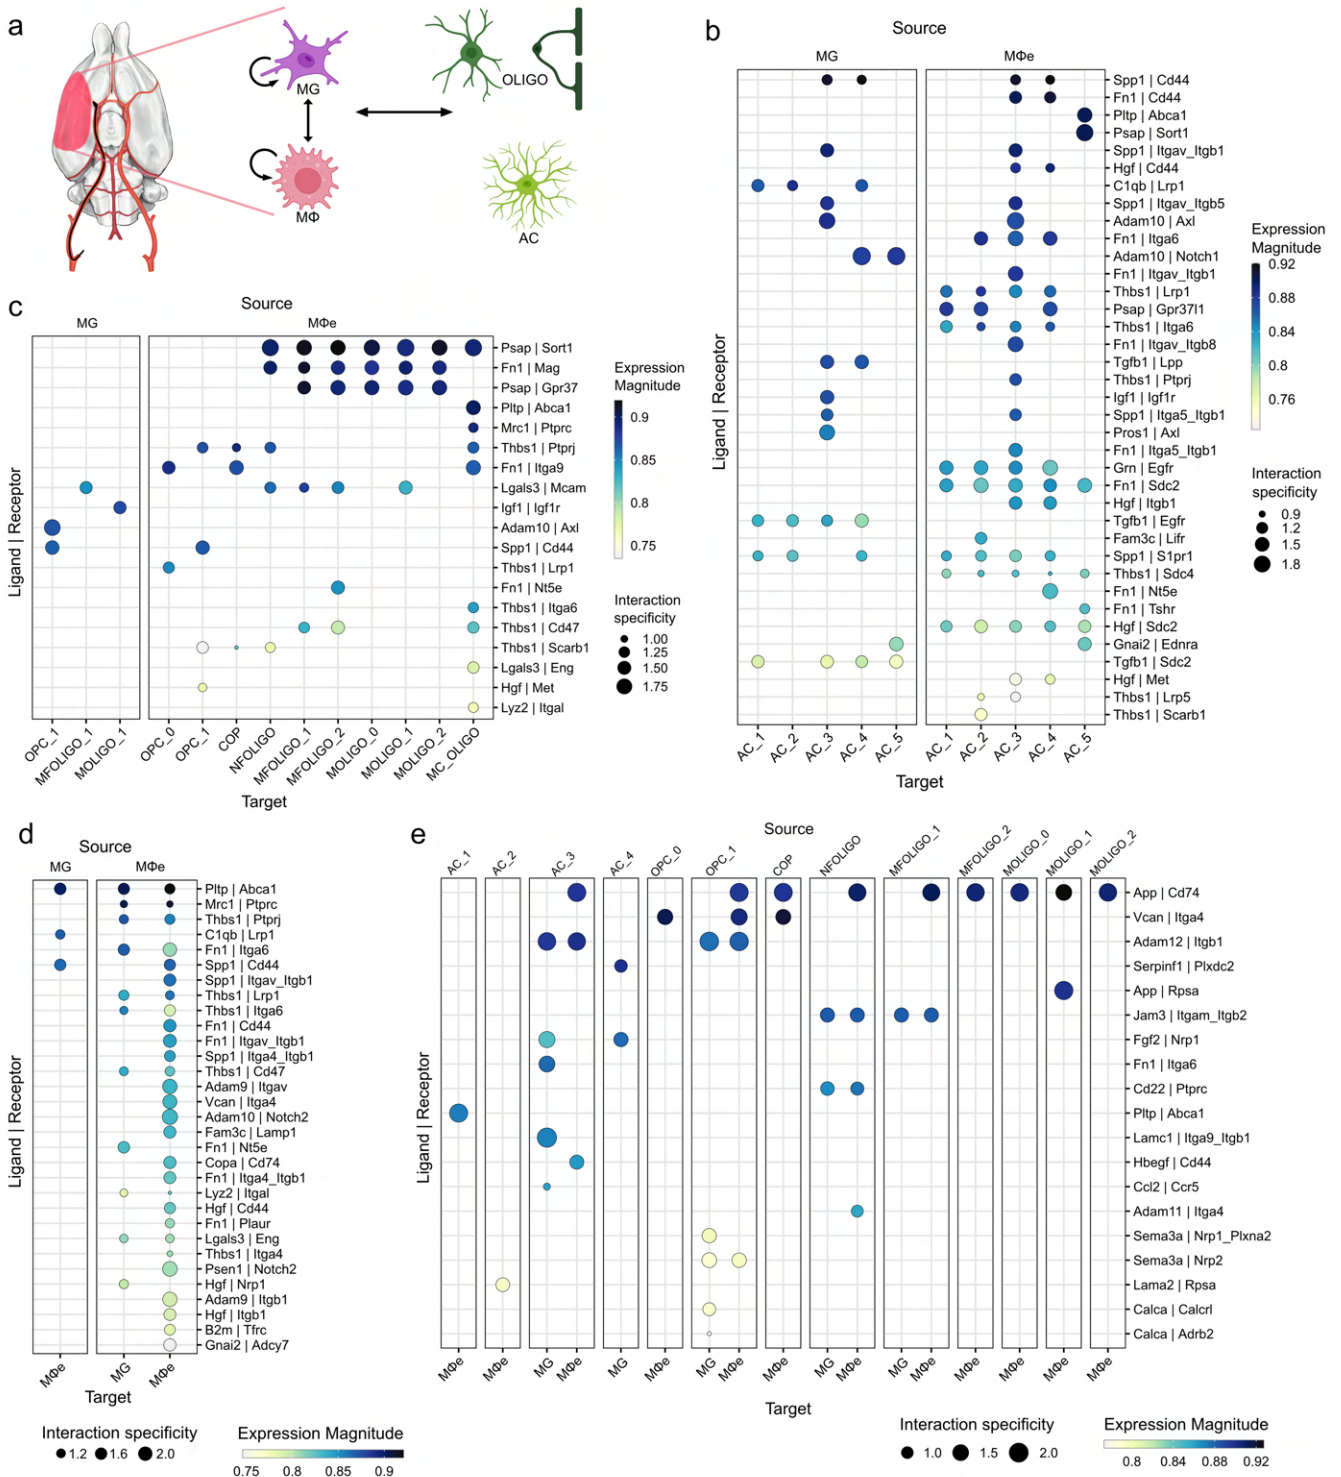 a
MG
MΦ
OLIGO
AC
b
Source
MG
MΦe
Ligand | Receptor
Spp1 | Cd44
Fn1 | Cd44
Pltp | Abca1
Psap | Sort1
Spp1 | Itgav_Itgb1
Hgf | Cd44
C1qb | Lrp1
Spp1 | Itgav_Itgb5
Adam10 | Axl
Fn1 | Itga6
Adam10 | Notch1
Fn1 | Itgav_Itgb1
Thbs1 | Lrp1
Psap | Gpr37l1
Thbs1 | Itga6
Fn1 | Itgav_Itgb8
Tgfb1 | Lpp
Thbs1 | Ptprj
Igf1 | Igf1r
Spp1 | Itga5_Itgb1
Pros1 | Axl
Fn1 | Itga5_Itgb1
Grn | Egfr
Fn1 | Sdc2
Hgf | Itgb1
Tgfb1 | Egfr
Fam3c | Lifr
Spp1 | S1pr1
Thbs1 | Sdc4
Fn1 | Nt5e
Fn1 | Tshr
Hgf | Sdc2
Gnai2 | Ednra
Tgfb1 | Sdc2
Hgf | Met
Thbs1 | Lrp5
Thbs1 | Scarb1
AC_1 AC_2 AC_3 AC_4 AC_5
AC_1 AC_2 AC_3 AC_4 AC_5
Target
Expression
Magnitude
0.92
0.88
0.84
0.8
0.76
Interaction
specificity
0.9
1.2
1.5
1.8
c
Source
MG
MΦe
Ligand | Receptor
Psap | Sort1
Fn1 | Mag
Psap | Gpr37
Pltp | Abca1
Mrc1 | Ptprc
Thbs1 | Ptprj
Fn1 | Itga9
Lgals3 | Mcam
Igf1 | Igf1r
Adam10 | Axl
Spp1 | Cd44
Thbs1 | Lrp1
Fn1 | Nt5e
Thbs1 | Itga6
Thbs1 | Cd47
Thbs1 | Scarb1
Lgals3 | Eng
Hgf | Met
Lyz2 | Itgal
OPC_1 MFOLIGO_1 MOLIGO_1
OPC_0 OPC_1 COP NFOLIGO MFOLIGO_1 MFOLIGO_2 MOLIGO_0 MOLIGO_1 MOLIGO_2 MC_OLIGO
Target
Expression
Magnitude
0.9
0.85
0.8
0.75
Interaction
specificity
1.00
1.25
1.50
1.75
d
Source
MG
MΦe
Ligand | Receptor
Pltp | Abca1
Mrc1 | Ptprc
Thbs1 | Ptprj
C1qb | Lrp1
Fn1 | Itga6
Spp1 | Cd44
Spp1 | Itgav_Itgb1
Thbs1 | Lrp1
Thbs1 | Itga6
Fn1 | Cd44
Fn1 | Itgav_Itgb1
Spp1 | Itga4_Itgb1
Thbs1 | Cd47
Adam9 | Itgav
Vcan | Itga4
Adam10 | Notch2
Fam3c | Lamp1
Fn1 | Nt5e
Copa | Cd74
Fn1 | Itga4_Itgb1
Lyz2 | Itgal
Hgf | Cd44
Fn1 | Plaur
Lgals3 | Eng
Thbs1 | Itga4
Psen1 | Notch2
Hgf | Nrp1
Adam9 | Itgb1
Hgf | Itgb1
B2m | Tfrc
Gnai2 | Adcy7
MΦe MG MΦe
Target
Interaction specificity
1.2 1.6 2.0
Expression Magnitude
0.75 0.8 0.85 0.9
e
Source
AC_1 AC_2 AC_3 AC_4 OPC_0 OPC_1 COP NFOLIGO MFOLIGO_1 MFOLIGO_2 MOLIGO_0 MOLIGO_1 MOLIGO_2
Ligand | Receptor
App | Cd74
Vcan | Itga4
Adam12 | Itgb1
Serpinf1 | Plxdc2
App | Rpsa
Jam3 | Itgam_Itgb2
Fgf2 | Nrp1
Fn1 | Itga6
Cd22 | Ptprc
Pltp | Abca1
Lamc1 | Itga9_Itgb1
Hbegf | Cd44
Ccl2 | Ccr5
Adam11 | Itga4
Sema3a | Nrp1_Plxna2
Sema3a | Nrp2
Lama2 | Rpsa
Calca | Calcrl
Calca | Adrb2
MΦe MΦe MG MΦe MG MΦe MG MΦe MΦe MG MΦe MG MΦe MΦe MΦe MΦe MΦe
Target
Interaction specificity
1.0 1.5 2.0
Expression Magnitude
0.8 0.84 0.88 0.92